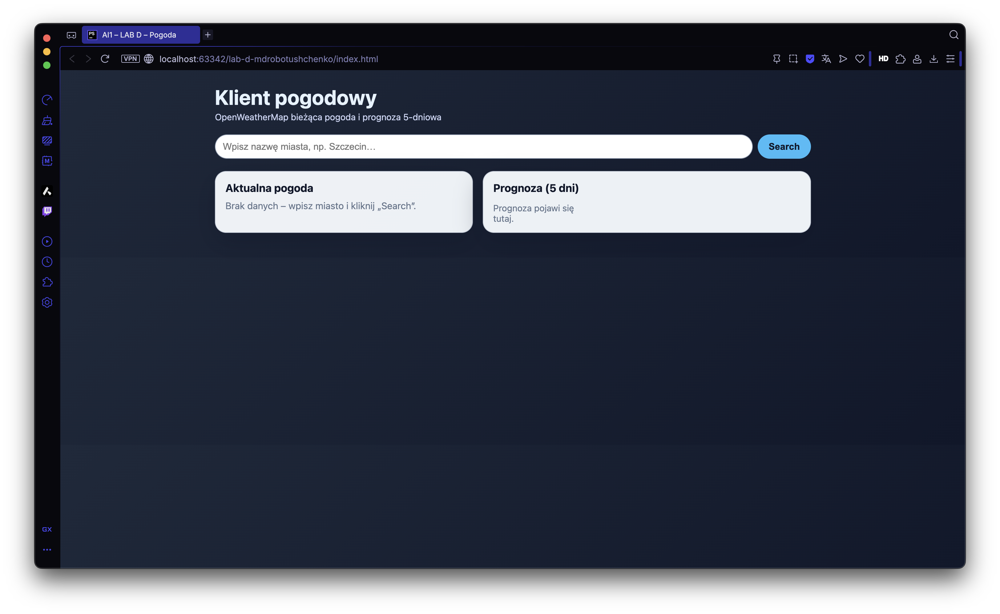 PS AI1 – LAB D – Pogoda
VPN localhost:63342/lab-d-mdrobotushchenko/index.html HD
Klient pogodowy
OpenWeatherMap bieżąca pogoda i prognoza 5-dniowa
Wpisz nazwę miasta, np. Szczecin… Search
Aktualna pogoda
Brak danych – wpisz miasto i kliknij „Search”.
Prognoza (5 dni)
Prognoza pojawi się
tutaj.
M
GX